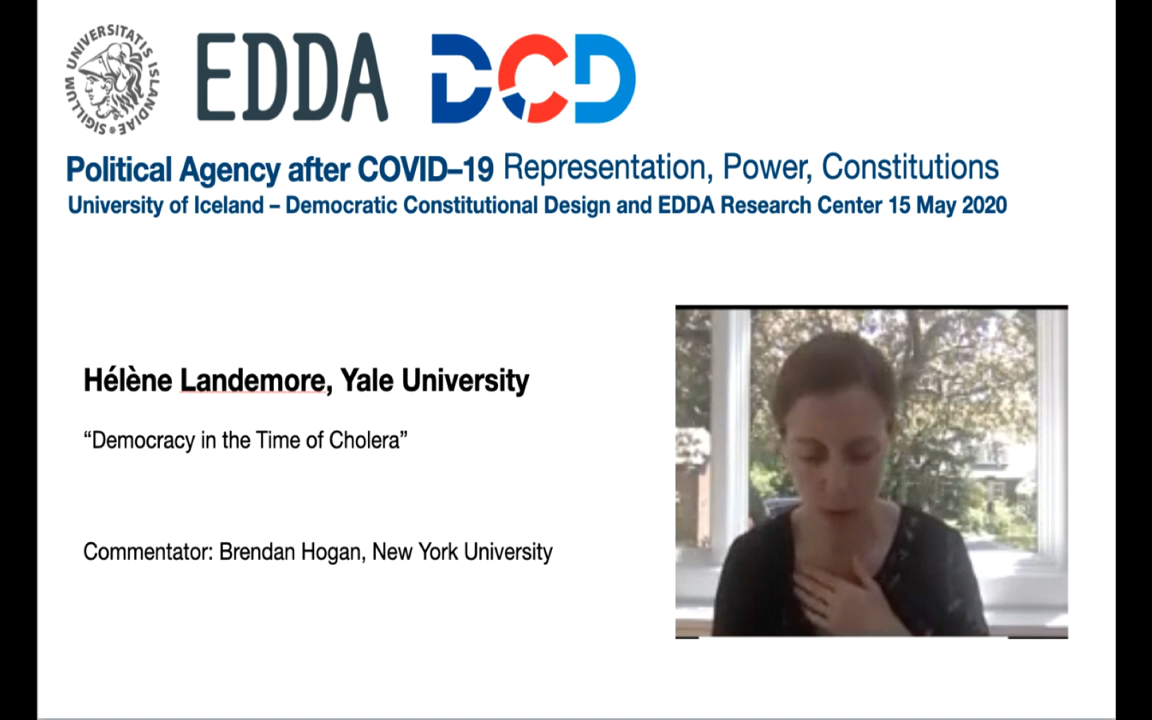 SIGILLUM UNIVERSITATIS ISLANDIAE
EDDA DCD
Political Agency after COVID–19 Representation, Power, Constitutions
University of Iceland – Democratic Constitutional Design and EDDA Research Center 15 May 2020
Hélène Landemore, Yale University
“Democracy in the Time of Cholera”
Commentator: Brendan Hogan, New York University